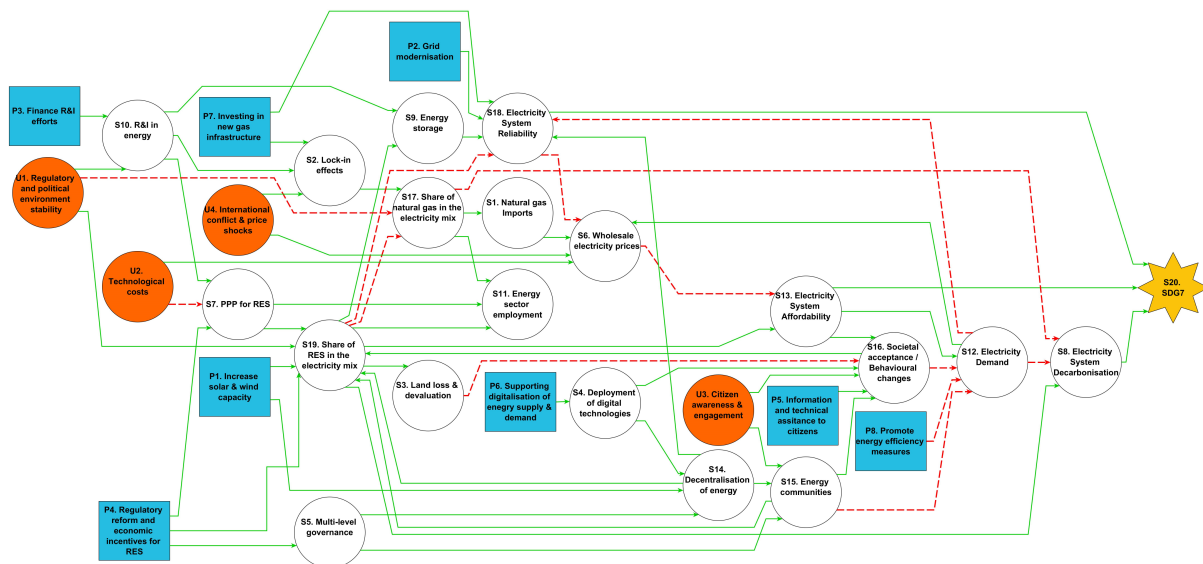 P2. Grid
modernisation
P3. Finance R&I
efforts
S10. R&I in
energy
P7. Investing in
new gas
infrastructure
S9. Energy
storage
S18. Electricity
System
Reliability
S2. Lock-in
effects
U1. Regulatory
and political
environment
stability
U4. International
conflict & price
shocks
S17. Share of
natural gas in the
electricity mix
S1. Natural gas
Imports
S6. Wholesale
electricity prices
U2.
Technological
costs
S7. PPP for RES
S11. Energy
sector
employment
S13. Electricity
System
Affordability
S20.
SDG7
S19. Share of
RES in the
electricity mix
S16. Societal
acceptance /
Behavioural
changes
S12. Electricity
Demand
S8. Electricity
System
Decarbonisation
P1. Increase
solar & wind
capacity
S3. Land loss &
devaluation
P6. Supporting
digitalisation of
enegry supply &
demand
S4. Deployment
of digital
technologies
U3. Citizen
awareness &
engagement
P5. Information
and technical
assitance to
citizens
P8. Promote
energy efficiency
measures
S14.
Decentralisation
of energy
S15. Energy
communities
P4. Regulatory
reform and
economic
incentives for
RES
S5. Multi-level
governance